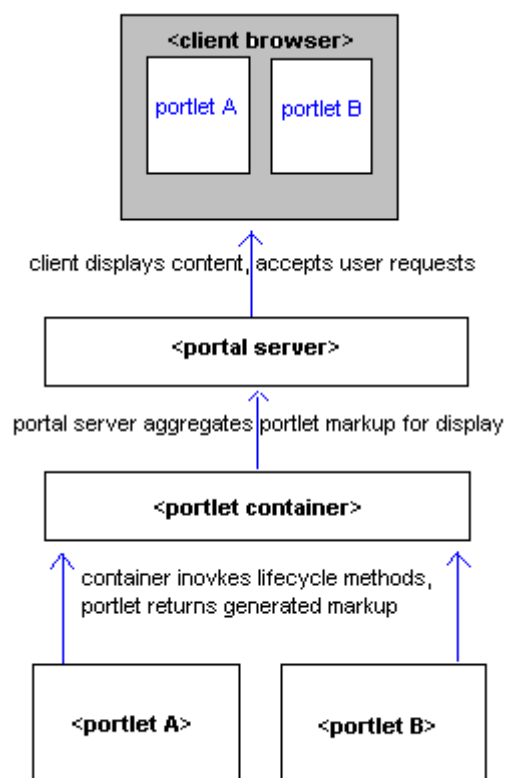 <client browser>
portlet A
portlet B
client displays content, accepts user requests
<portal server>
portal server aggregates portlet markup for display
<portlet container>
container inovkes lifecycle methods,
portlet returns generated markup
<portlet A>
<portlet B>